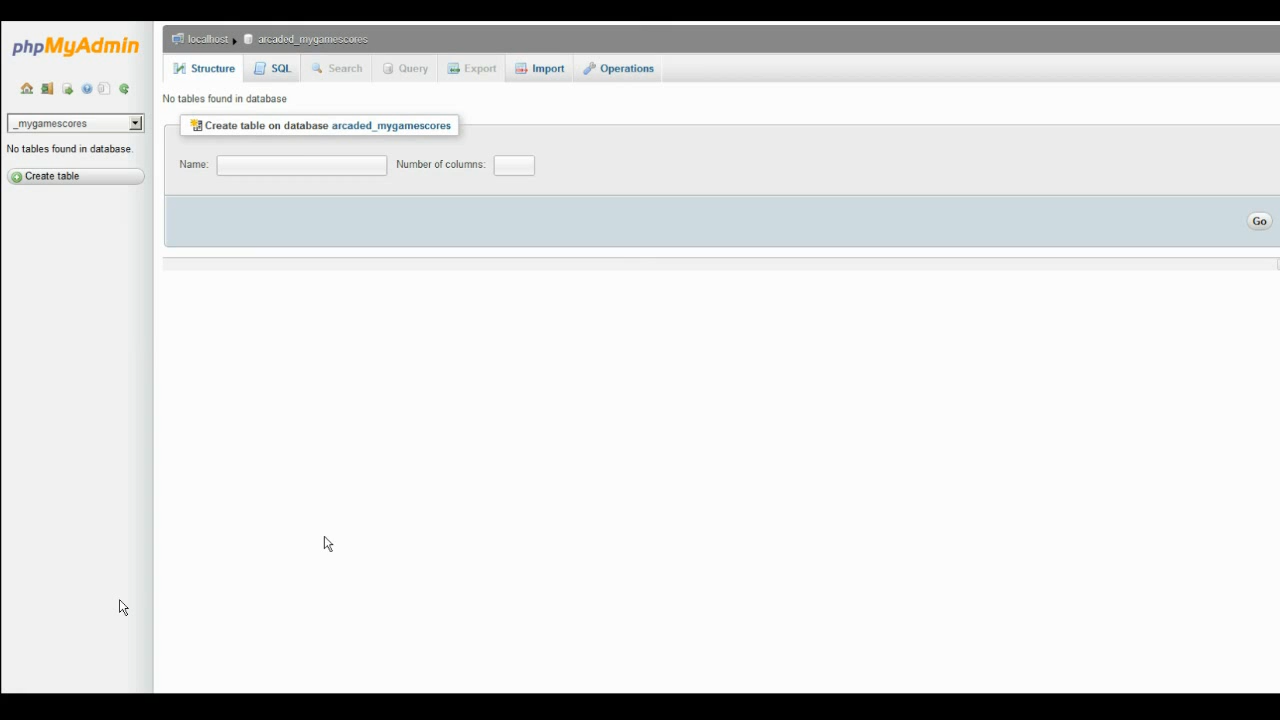 phpMyAdmin
localhost arcaded_mygamescores
Structure SQL Search Query Export Import Operations
_mygamescores
No tables found in database.
Create table
No tables found in database
Create table on database arcaded_mygamescores
Name: Number of columns:
Go